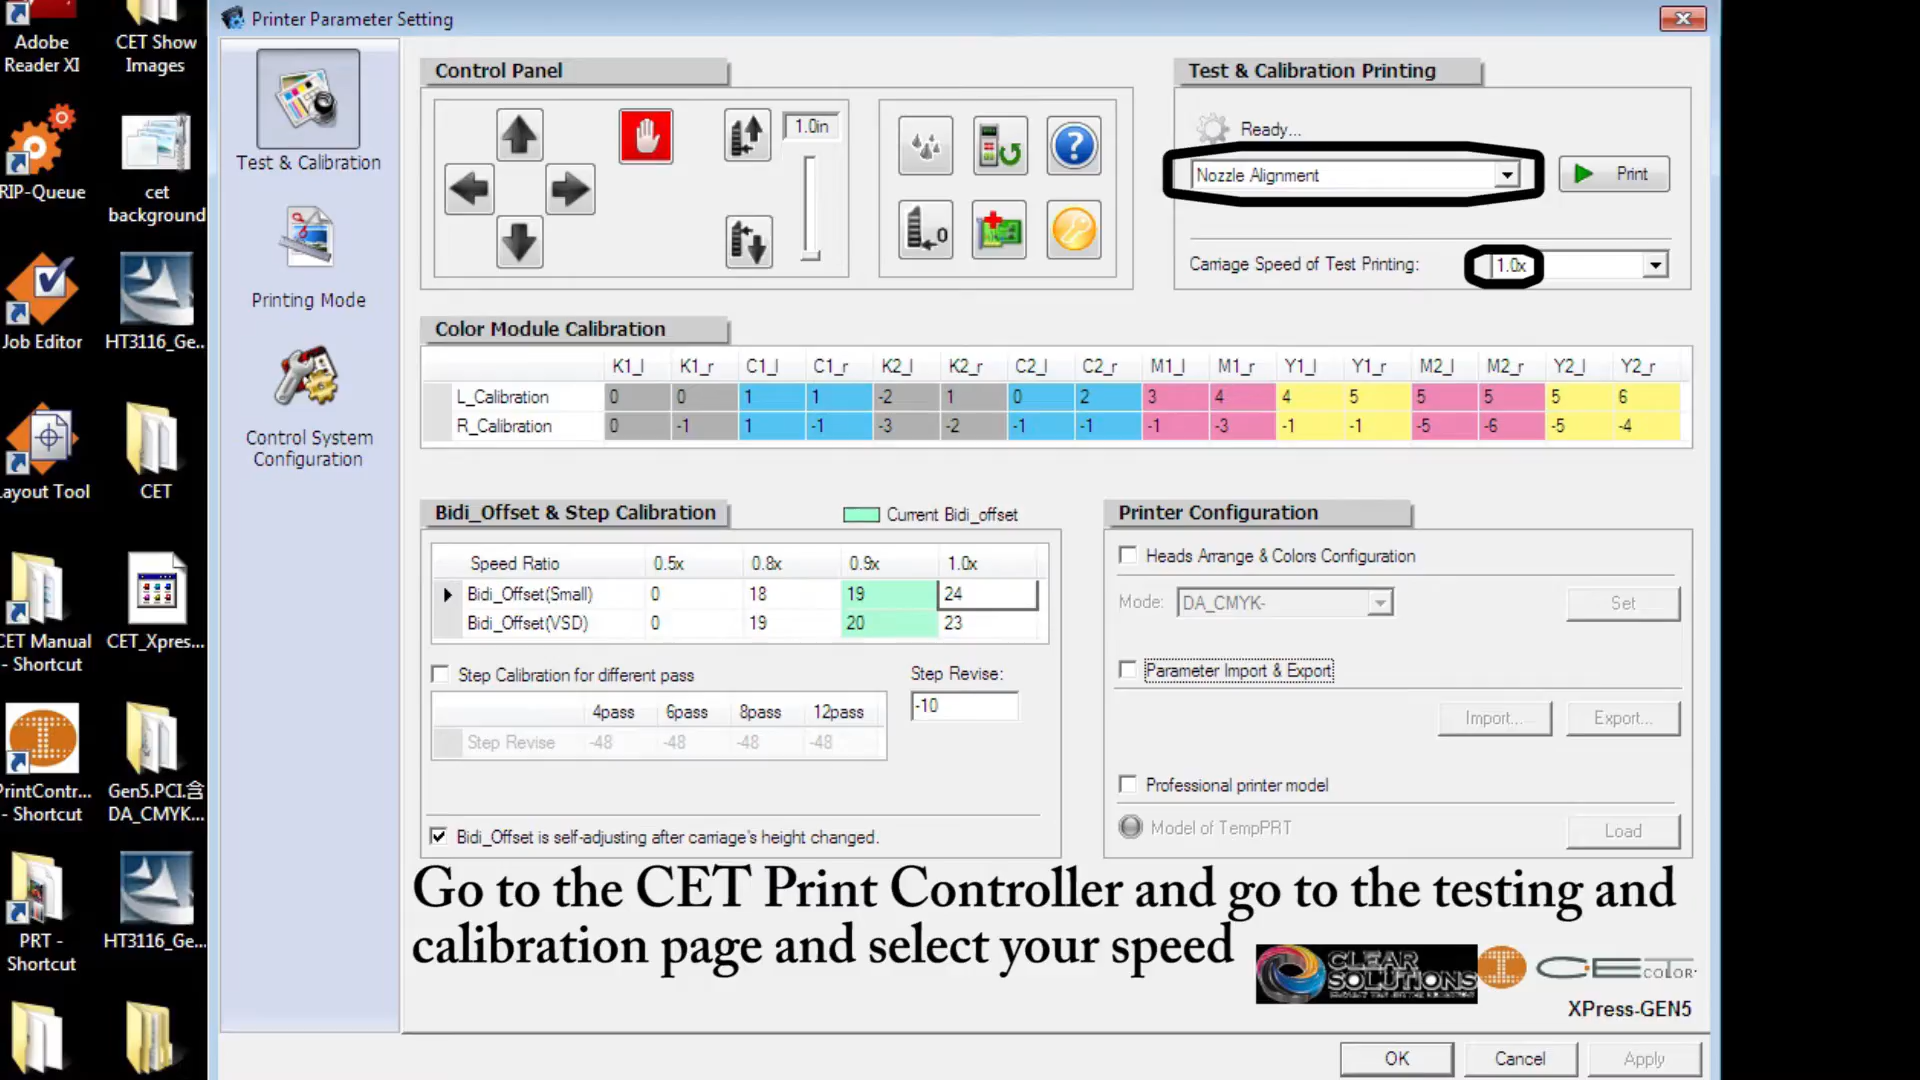 Printer Parameter Setting
Adobe
Reader XI
CET Show
Images
RIP-Queue
cet
background
Job Editor
HT3116_Ge...
Layout Tool
CET
CET Manual
- Shortcut
CET_Xpres...
PrintContr...
- Shortcut
Gen5.PCI.含
DA_CMYK...
PRT -
Shortcut
HT3116_Ge...
Test & Calibration
Printing Mode
Control System
Configuration
Control Panel
1.0in
0
Test & Calibration Printing
Ready...
Nozzle Alignment
Print
Carriage Speed of Test Printing:
1.0x
Color Module Calibration
K1_l K1_r C1_l C1_r K2_l K2_r C2_l C2_r M1_l M1_r Y1_l Y1_r M2_l M2_r Y2_l Y2_r
L_Calibration 0 0 1 1 -2 1 0 2 3 4 4 5 5 5 5 6
R_Calibration 0 -1 1 -1 -3 -2 -1 -1 -1 -3 -1 -1 -5 -6 -5 -4
Bidi_Offset & Step Calibration
Current Bidi_offset
Speed Ratio 0.5x 0.8x 0.9x 1.0x
Bidi_Offset(Small) 0 18 19 24
Bidi_Offset(VSD) 0 19 20 23
Step Calibration for different pass
Step Revise:
-10
4pass 6pass 8pass 12pass
Step Revise -48 -48 -48 -48
Bidi_Offset is self-adjusting after carriage's height changed.
Printer Configuration
Heads Arrange & Colors Configuration
Mode: DA_CMYK-
Set
Parameter Import & Export
Import...
Export...
Professional printer model
Model of TempPRT
Load
Go to the CET Print Controller and go to the testing and
calibration page and select your speed
CLEAR
SOLUTIONS
CET COLOR
XPress-GEN5
OK
Cancel
Apply